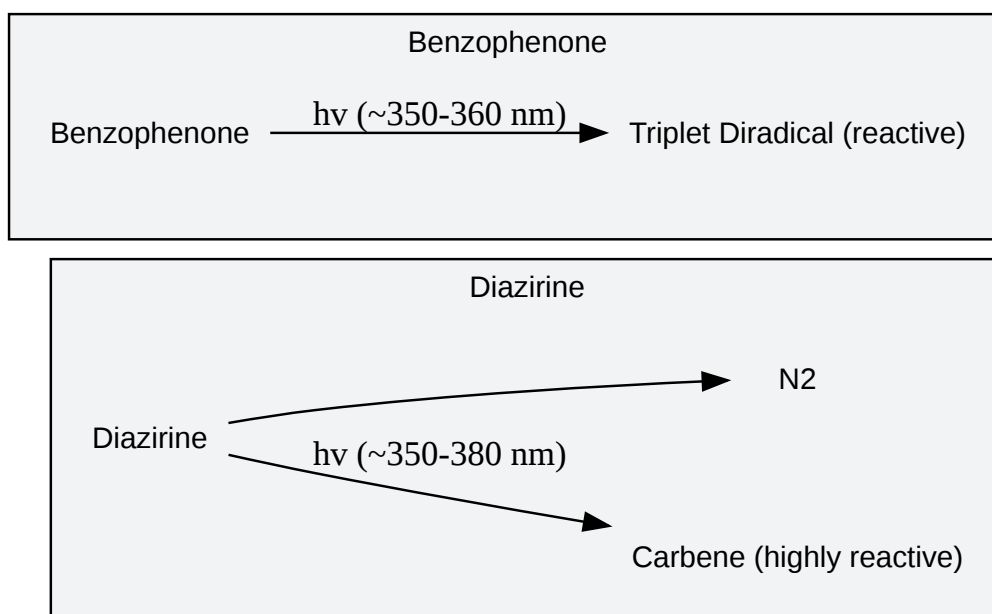 Benzophenone
hv (~350-360 nm)
Benzophenone
Triplet Diradical (reactive)
Diazirine
N2
Diazirine
hv (~350-380 nm)
Carbene (highly reactive)